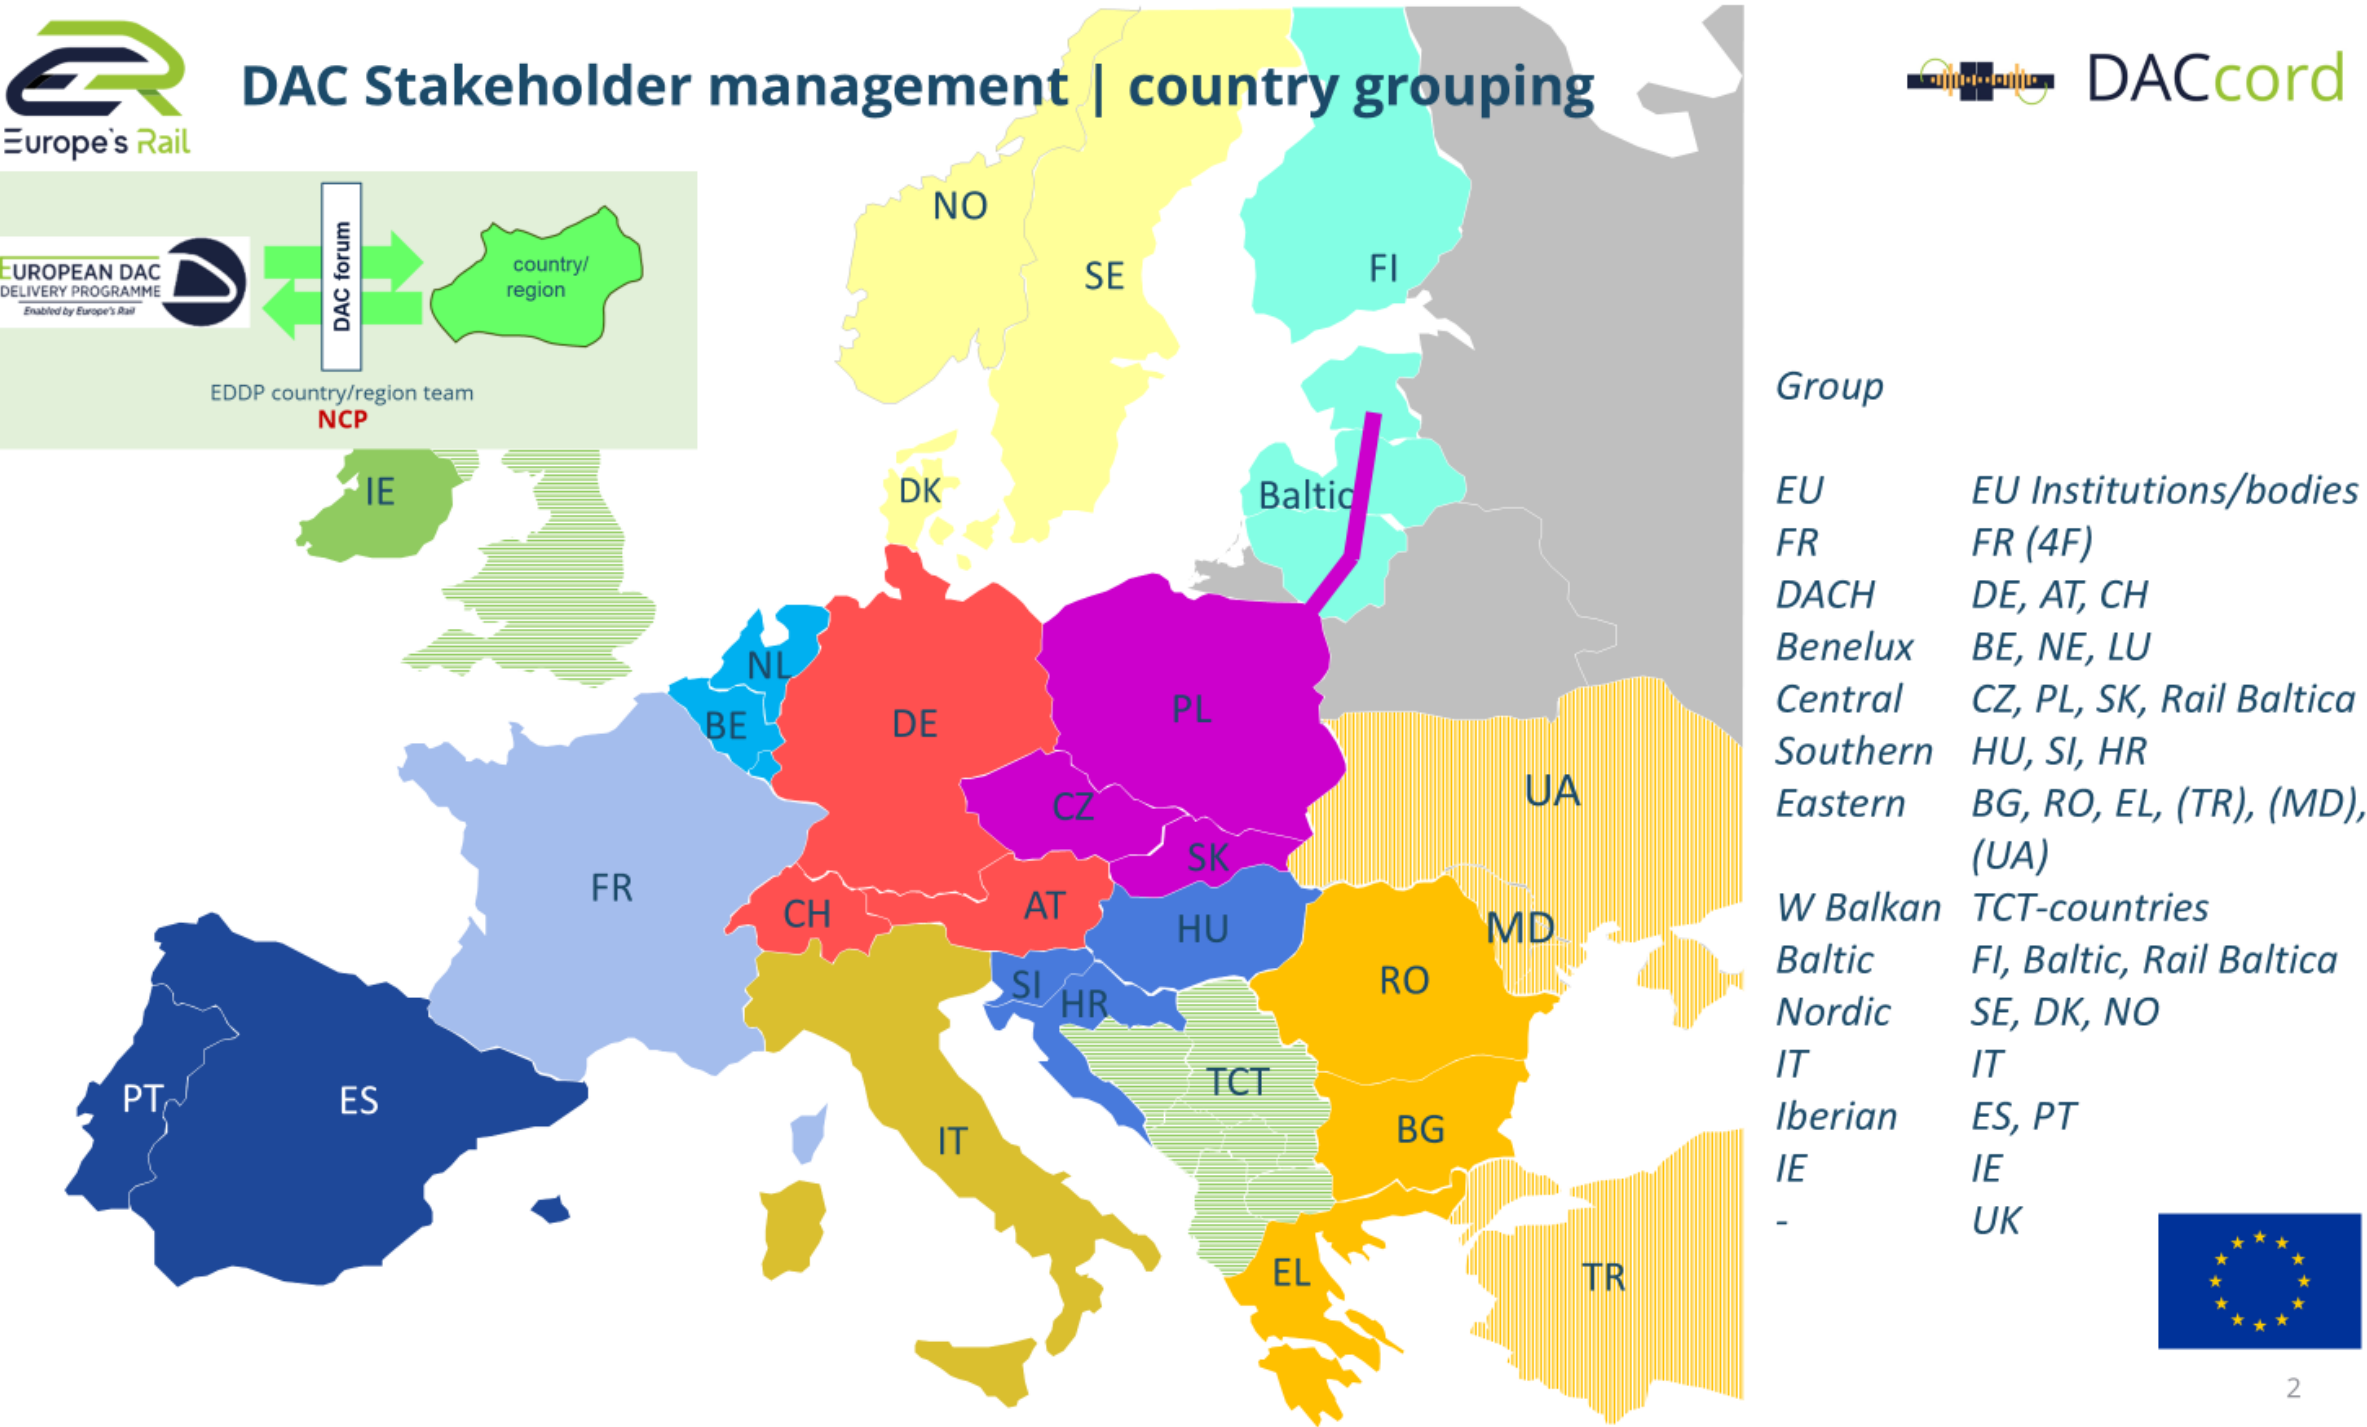 DAC Stakeholder management | country grouping
Europe's Rail
DACcord
EUROPEAN DAC
DELIVERY PROGRAMME
Enabled by Europe's Rail
DAC forum
country/
region
EDDP country/region team
NCP
NO
SE
FI
DK
Baltic
IE
NL
BE
DE
PL
CZ
SK
UA
FR
CH
AT
HU
MD
SI
HR
RO
PT
ES
IT
TCT
BG
EL
TR
Group
EU EU Institutions/bodies
FR FR (4F)
DACH DE, AT, CH
Benelux BE, NE, LU
Central CZ, PL, SK, Rail Baltica
Southern HU, SI, HR
Eastern BG, RO, EL, (TR), (MD),
(UA)
W Balkan TCT-countries
Baltic FI, Baltic, Rail Baltica
Nordic SE, DK, NO
IT IT
Iberian ES, PT
IE IE
- UK
2